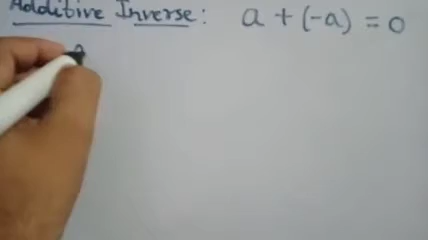 Additive Inverse: a + (-a) = 0